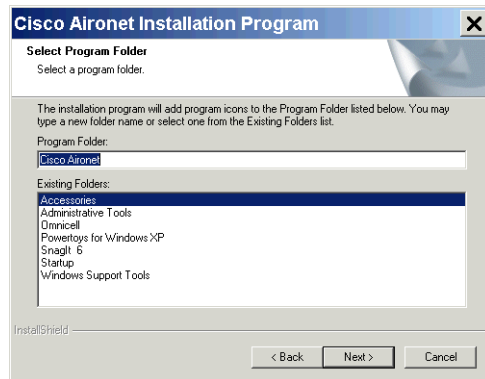 Cisco Aironet Installation Program
Select Program Folder
Select a program folder.
The installation program will add program icons to the Program Folder listed below. You may
type a new folder name or select one from the Existing Folders list.
Program Folder:
Cisco Aironet
Existing Folders:
Accessories
Administrative Tools
Omnicell
Powertoys for Windows XP
SnagIt 6
Startup
Windows Support Tools
InstallShield
< Back
Next >
Cancel